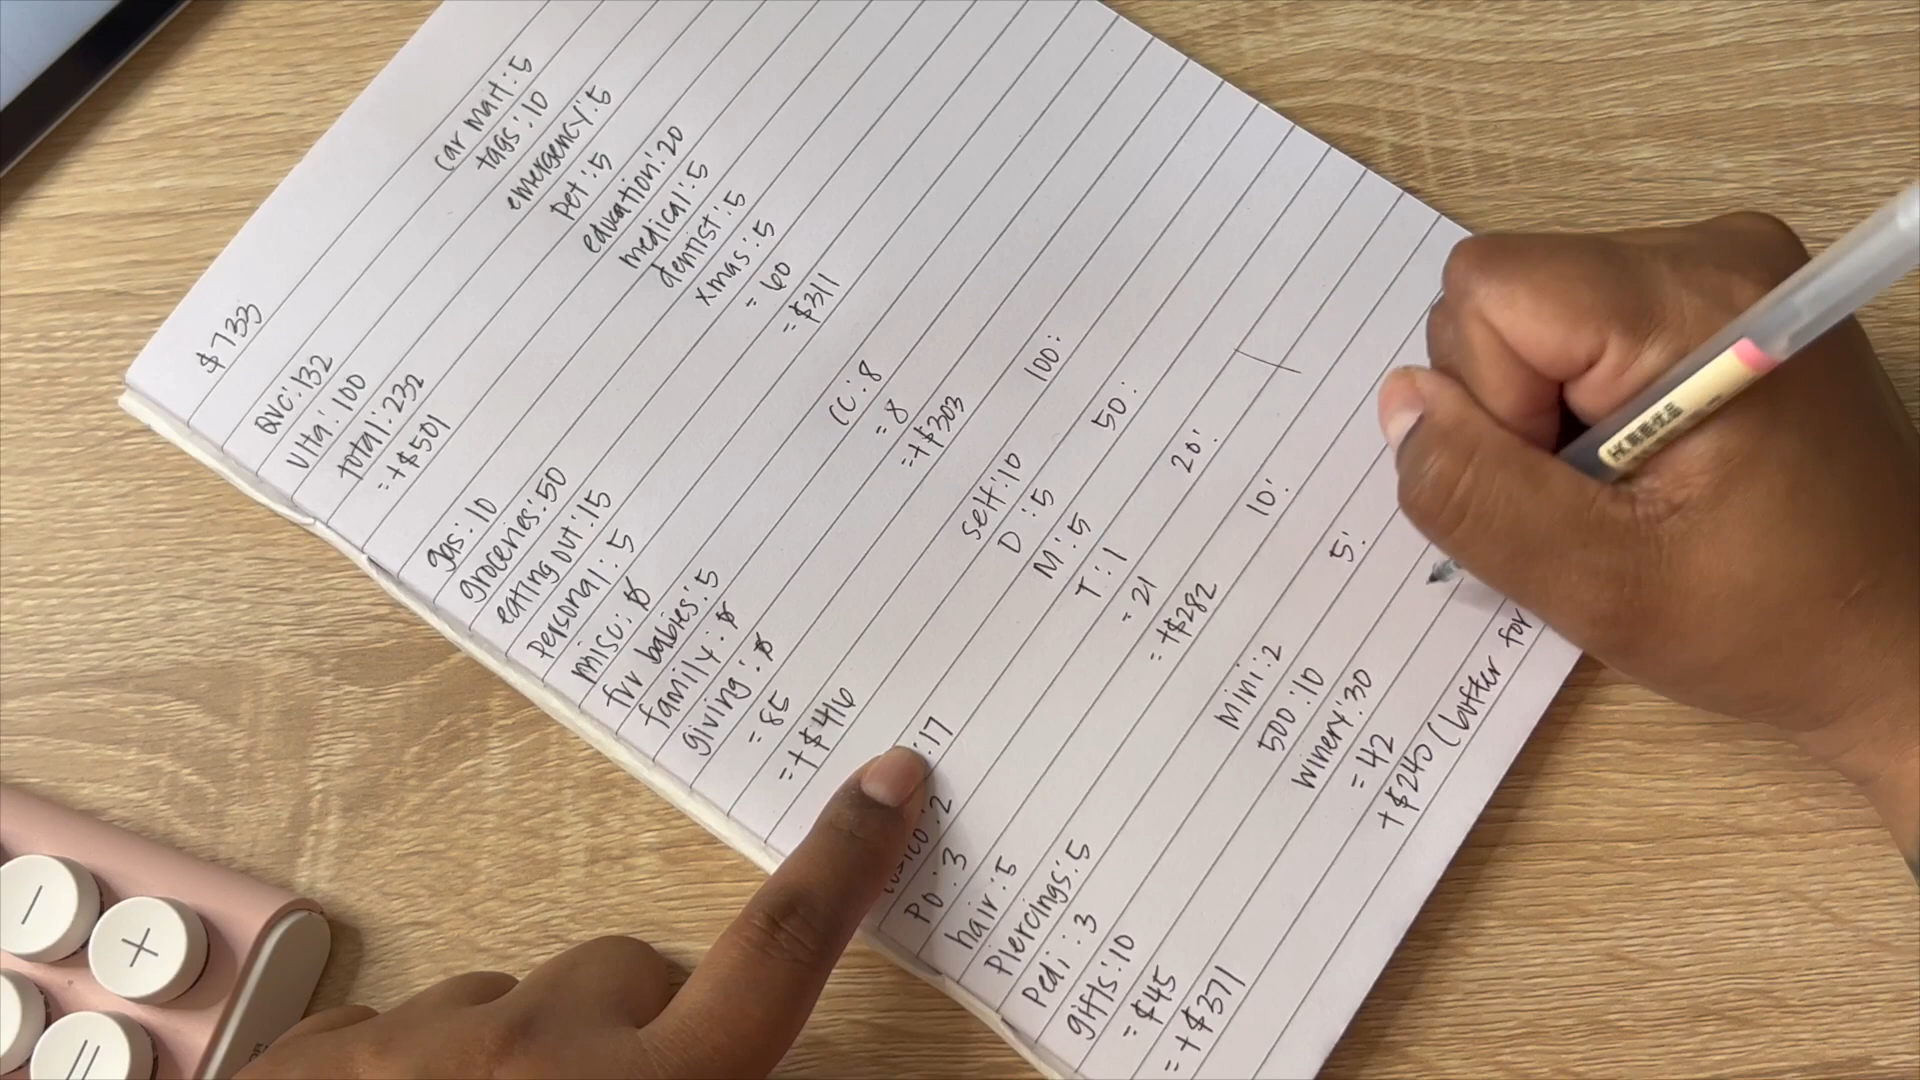 $733
QVC: 132
Ulta: 100
total: 232
= + $501
gas: 10
groceries: 50
eating out: 15
personal: 5
misc: 0
fur babies: 5
family: 0
giving: 0
= 85
= + $416
: 17
: 2
PO: 3
hair: 5
Piercings: 5
Pedi: 3
gifts: 10
= $45
= + $371
car mart: 5
tags: 10
emergency: 5
Pet: 5
education: 20
medical: 5
dentist: 5
xmas: 5
= 60
= $311
CC: 8
= 8
= + $303
self: 10
D: 5
M: 5
T: 1
= 21
= + $282
Mini: 2
500: 10
winery: 30
= 42
+ $240 (buffer for
100:
50:
20:
10:
5:
-
+
=